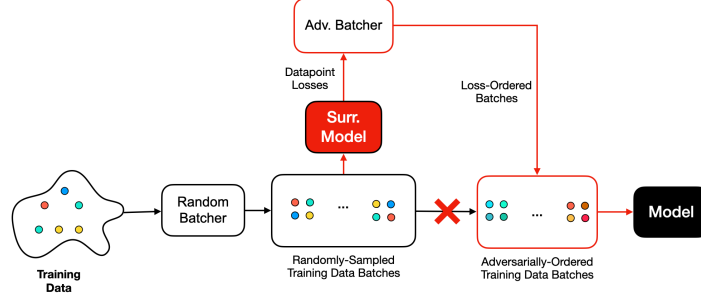 Adv. Batcher
Datapoint
Losses
Loss-Ordered
Batches
Surr.
Model
Random
Batcher
...
...
Model
Training
Data
Randomly-Sampled
Training Data Batches
Adversarially-Ordered
Training Data Batches